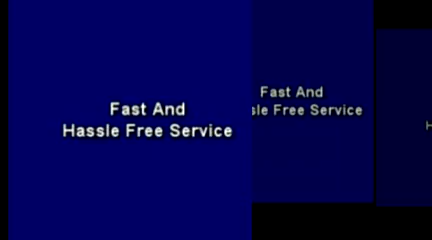 Fast And
Hassle Free Service
Fast And
sle Free Service
H